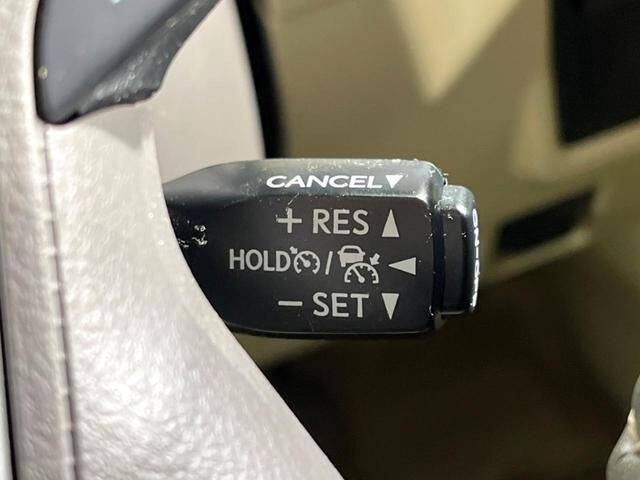 CANCEL▼
+ RES ▲
HOLD / ◄
− SET ▼